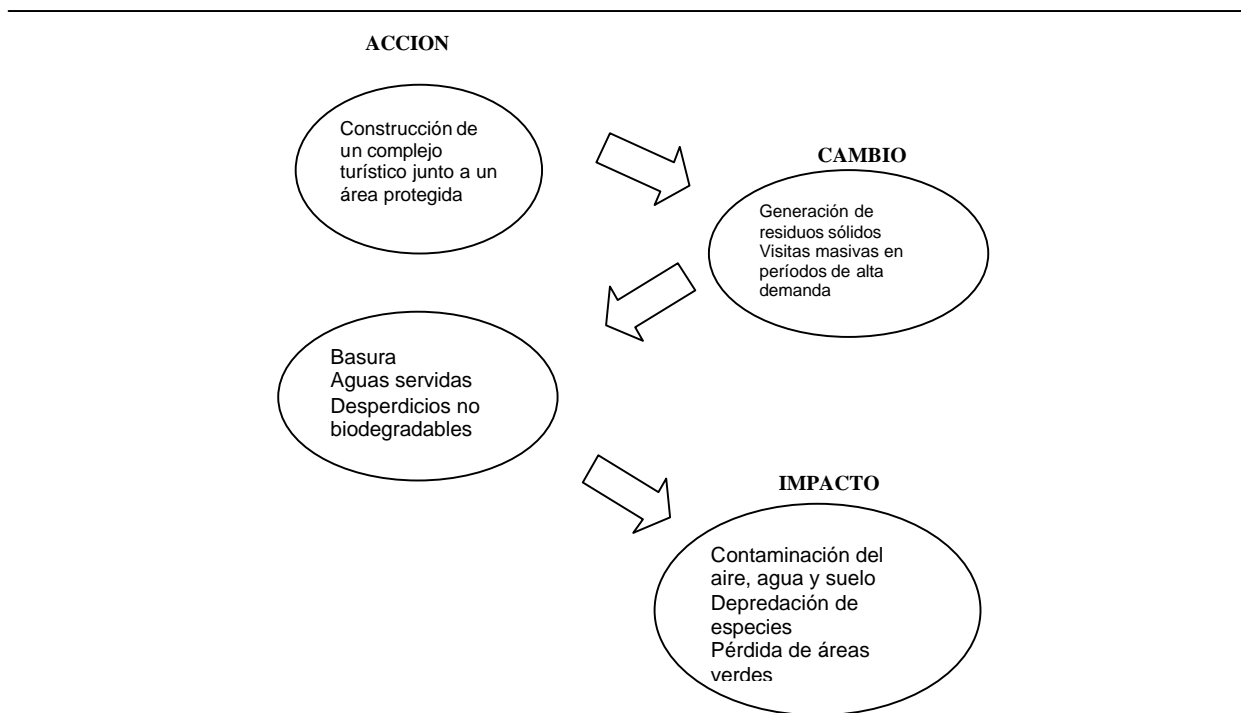 ACCION
Construcción de
un complejo
turístico junto a un
área protegida
CAMBIO
Generación de
residuos sólidos
Visitas masivas en
períodos de alta
demanda
Basura
Aguas servidas
Desperdicios no
biodegradables
IMPACTO
Contaminación del
aire, agua y suelo
Depredación de
especies
Pérdida de áreas
verdes